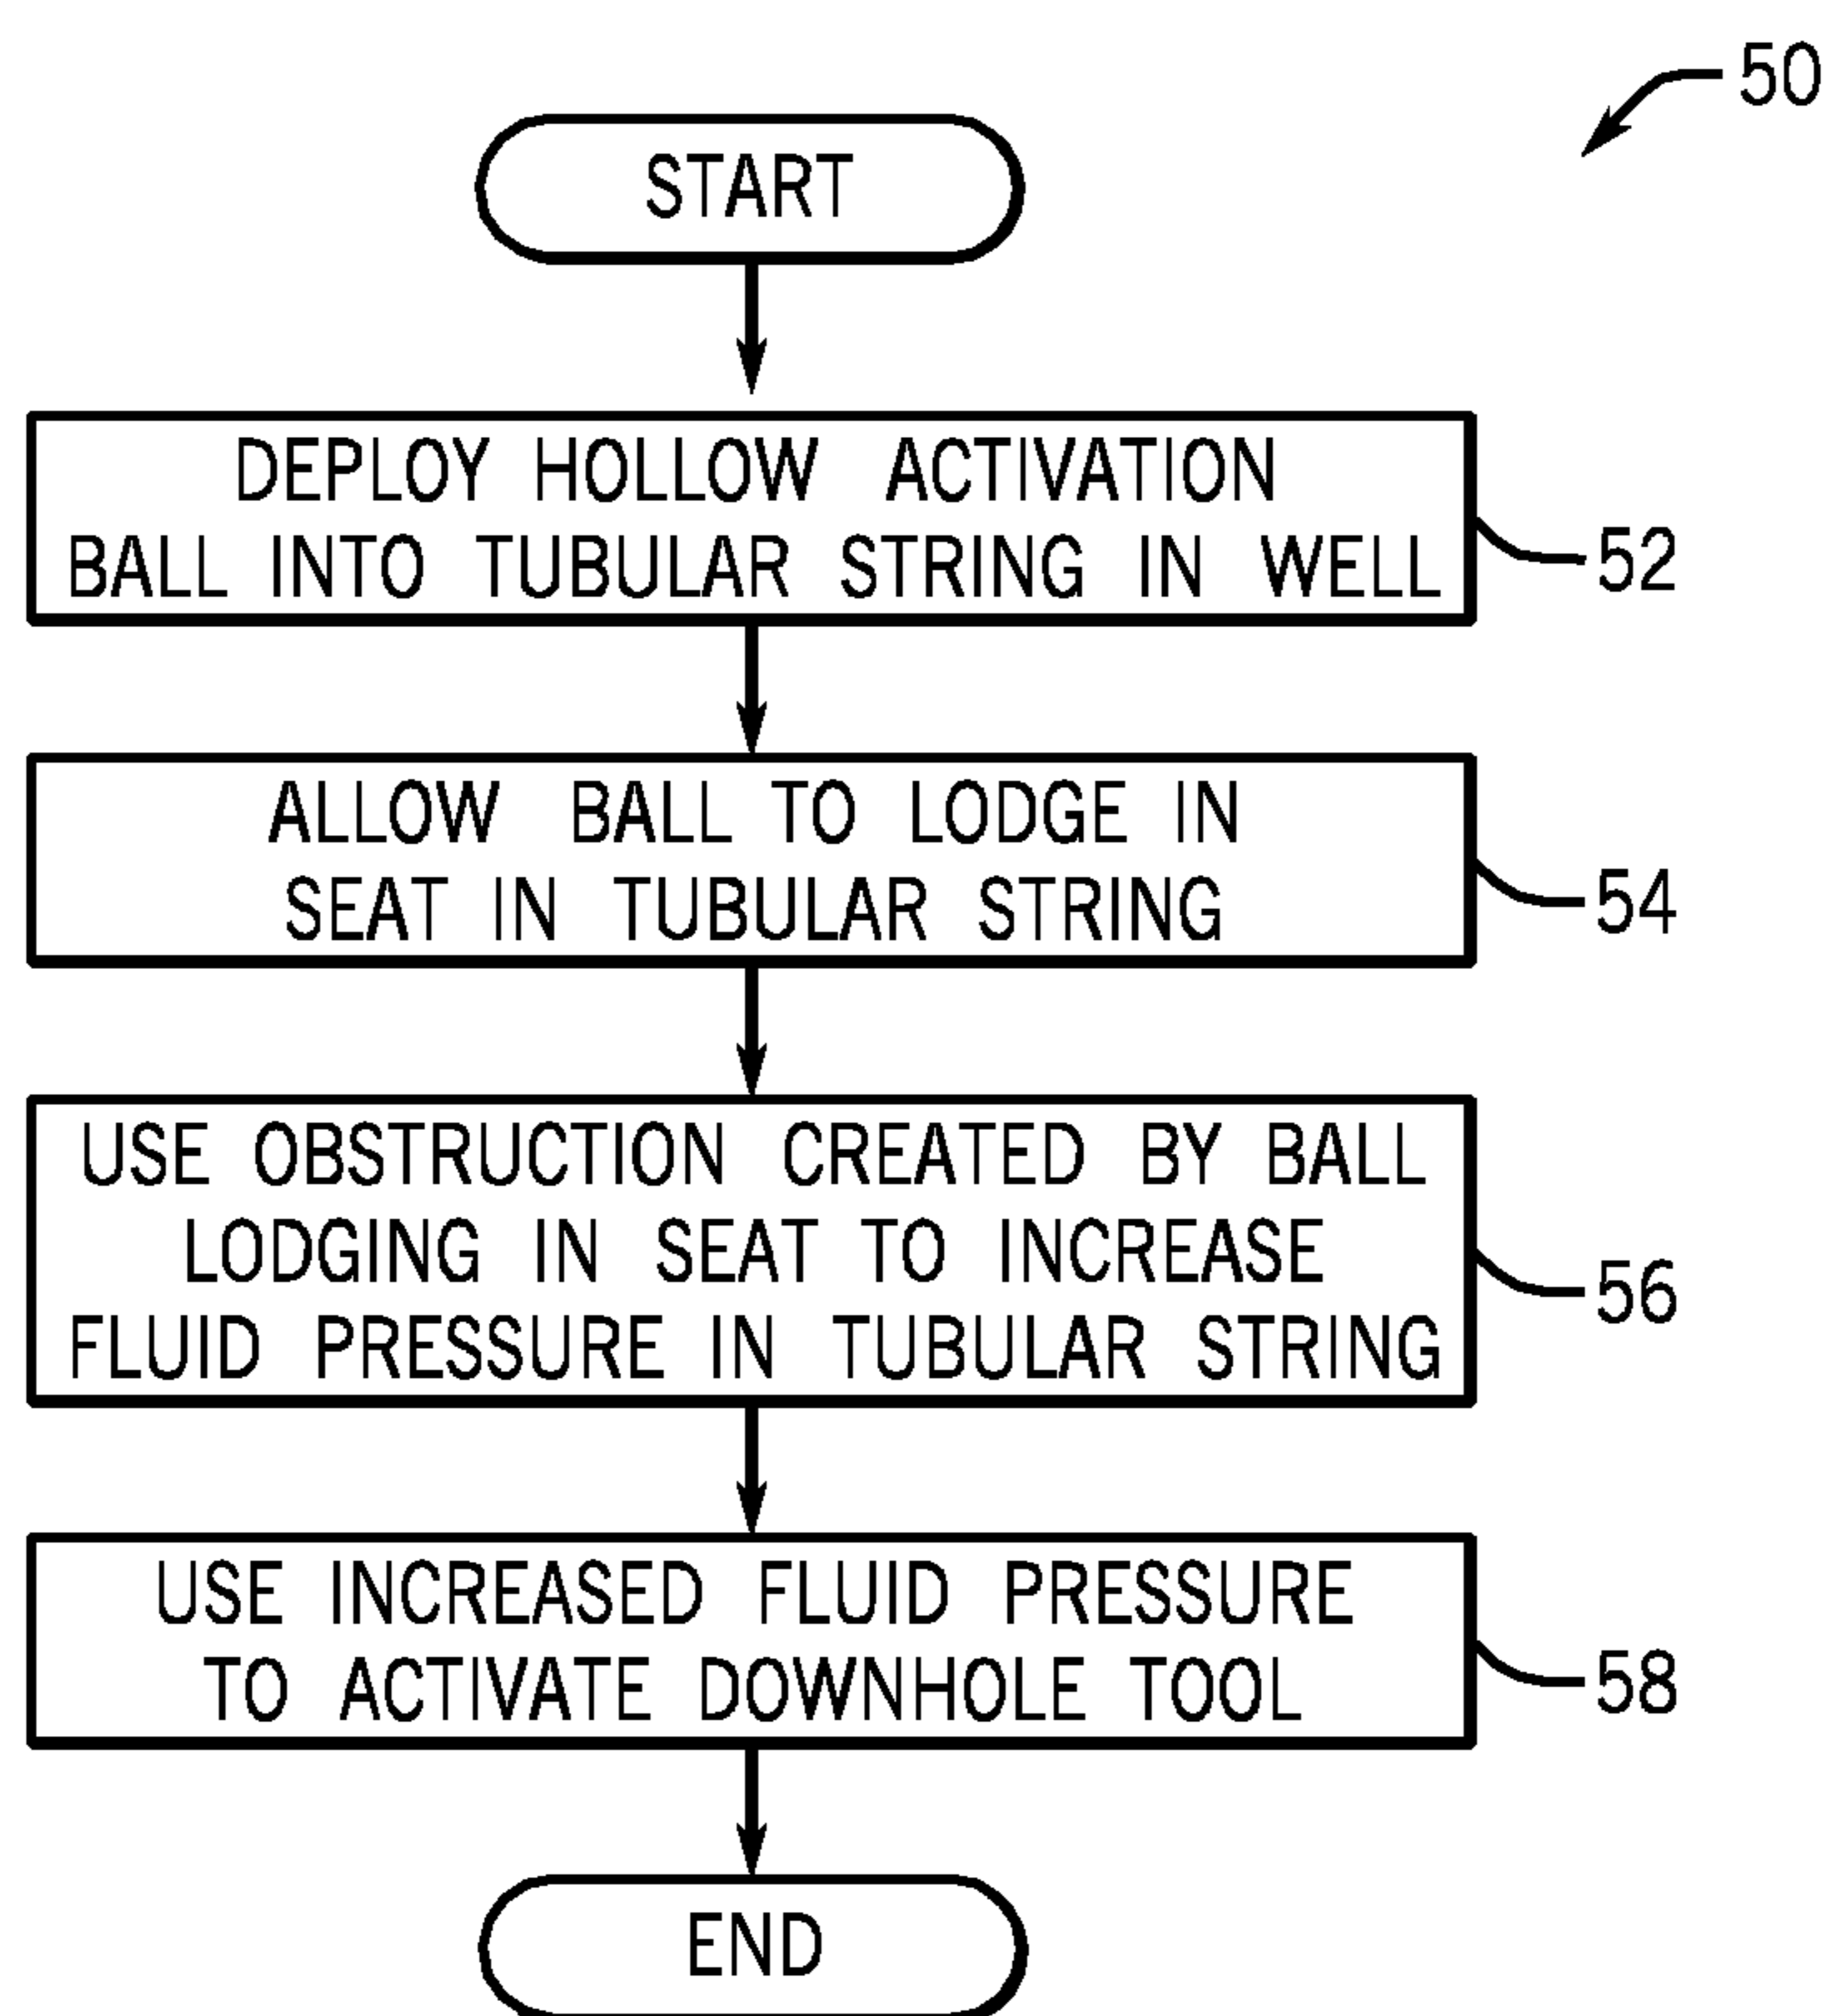 50
START
DEPLOY HOLLOW ACTIVATION
BALL INTO TUBULAR STRING IN WELL
52
ALLOW BALL TO LODGE IN
SEAT IN TUBULAR STRING
54
USE OBSTRUCTION CREATED BY BALL
LODGING IN SEAT TO INCREASE
FLUID PRESSURE IN TUBULAR STRING
56
USE INCREASED FLUID PRESSURE
TO ACTIVATE DOWNHOLE TOOL
58
END